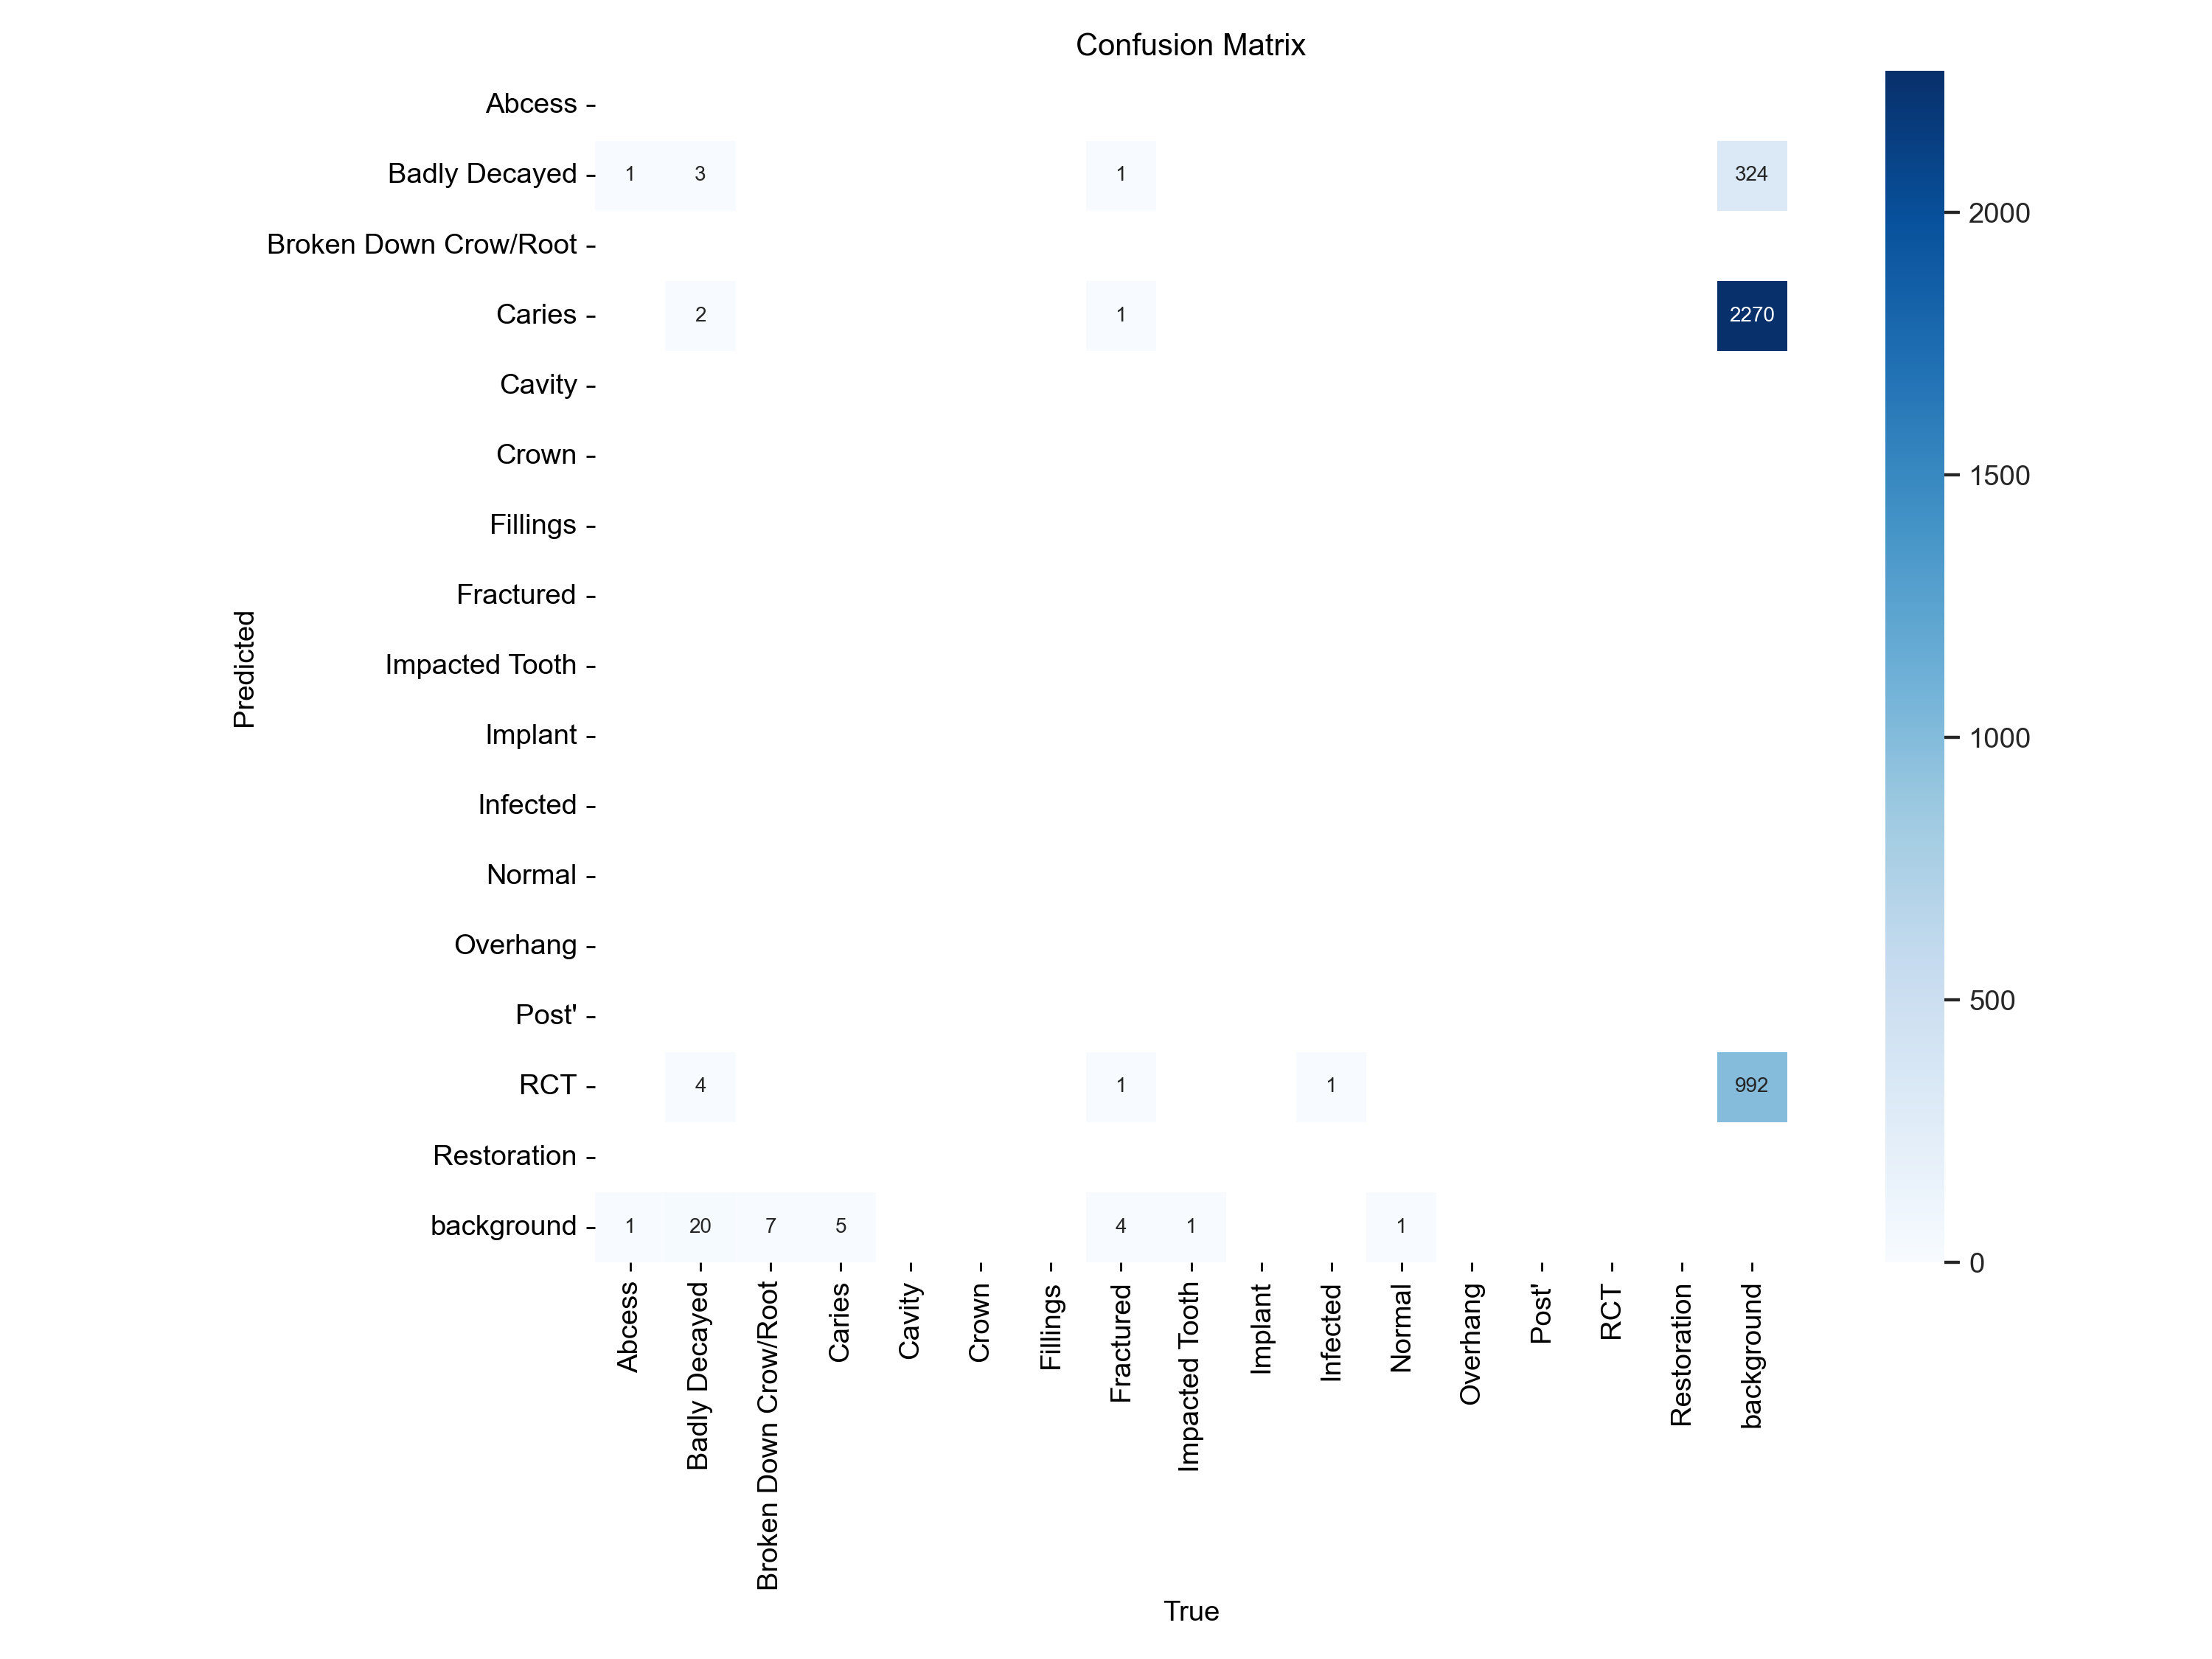 Confusion Matrix
Abcess
Badly Decayed
1 3 1 324
Broken Down Crow/Root
Caries
2 1 2270
Cavity
Crown
Fillings
Fractured
Impacted Tooth
Implant
Infected
Normal
Overhang
Post'
RCT
4 1 1 992
Restoration
background
1 20 7 5 4 1 1
Predicted
Abcess
Badly Decayed
Broken Down Crow/Root
Caries
Cavity
Crown
Fillings
Fractured
Impacted Tooth
Implant
Infected
Normal
Overhang
Post'
RCT
Restoration
background
True
2000
1500
1000
500
0